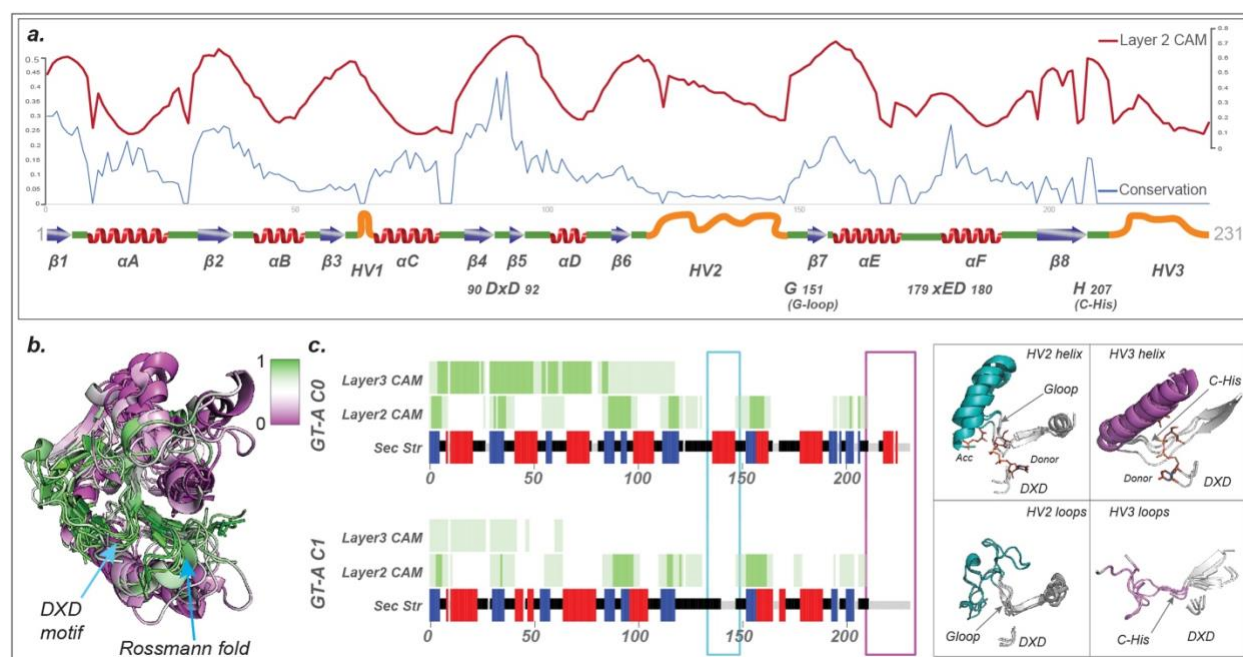 a.
Layer 2 CAM
0.5
0.45
0.4
0.35
0.3
0.25
0.2
0.15
0.1
0.05
0
0.8
0.7
0.6
0.5
0.4
0.3
0.2
0.1
0
Conservation
50 100 150 200
1 231
β1 αA β2 αB β3 HV1 αC β4 β5 αD β6 HV2 β7 αE αF β8 HV3
90 DxD 92 G 151 179 xED 180 H 207
(G-loop) (C-His)
b.
1
0
DXD
motif
Rossmann fold
c.
GT-A C0
Layer3 CAM
Layer2 CAM
Sec Str
0 50 100 150 200
GT-A C1
Layer3 CAM
Layer2 CAM
Sec Str
0 50 100 150 200
HV2 helix
Gloop
Acc
Donor
DXD
HV3 helix
C-His
Donor
DXD
HV2 loops
Gloop
DXD
HV3 loops
C-His
DXD